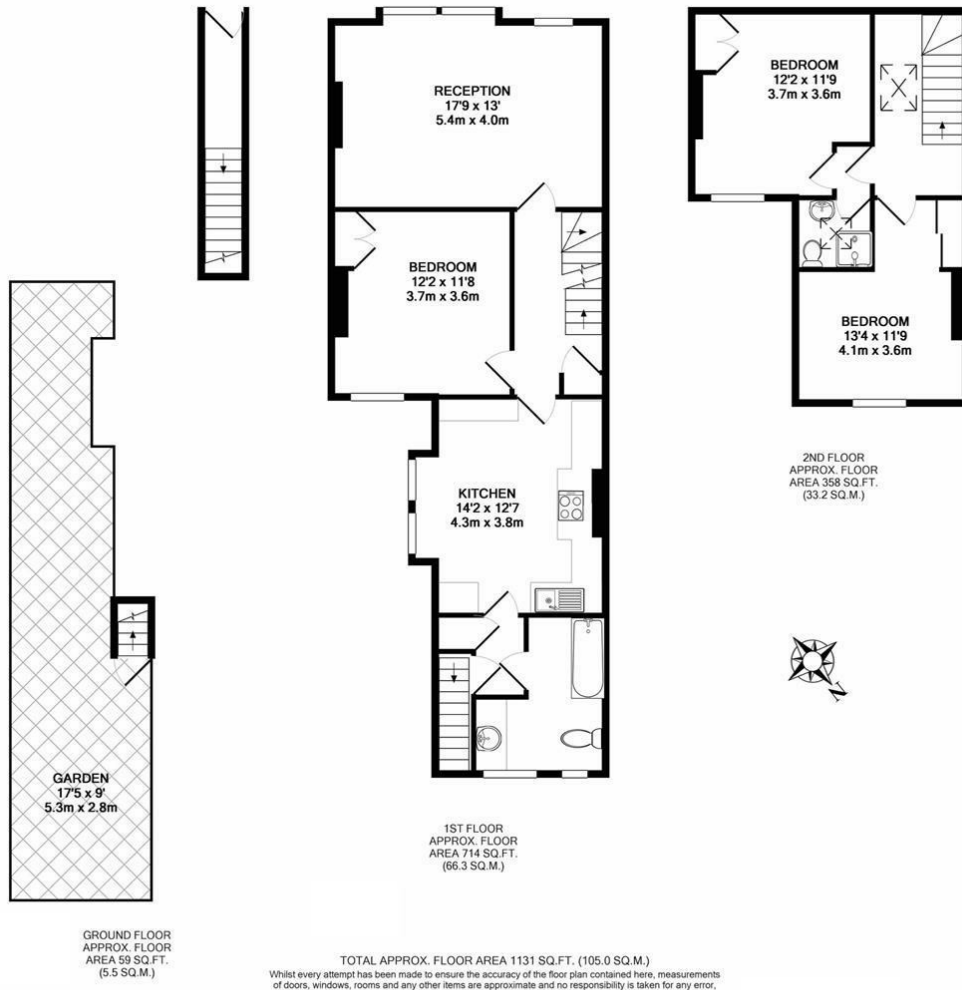 RECEPTION
17'9 x 13'
5.4m x 4.0m
BEDROOM
12'2 x 11'8
3.7m x 3.6m
KITCHEN
14'2 x 12'7
4.3m x 3.8m
BEDROOM
12'2 x 11'9
3.7m x 3.6m
BEDROOM
13'4 x 11'9
4.1m x 3.6m
2ND FLOOR
APPROX. FLOOR
AREA 358 SQ.FT.
(33.2 SQ.M.)
N
GARDEN
17'5 x 9'
5.3m x 2.8m
1ST FLOOR
APPROX. FLOOR
AREA 714 SQ.FT.
(66.3 SQ.M.)
GROUND FLOOR
APPROX. FLOOR
AREA 59 SQ.FT.
(5.5 SQ.M.)
TOTAL APPROX. FLOOR AREA 1131 SQ.FT. (105.0 SQ.M.)
Whilst every attempt has been made to ensure the accuracy of the floor plan contained here, measurements
of doors, windows, rooms and any other items are approximate and no responsibility is taken for any error,